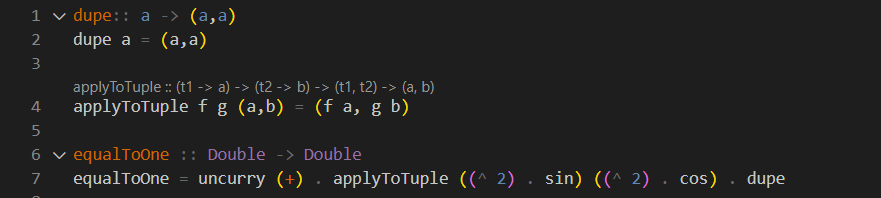 1 dupe:: a -> (a,a)
2 dupe a = (a,a)
3
applyToTuple :: (t1 -> a) -> (t2 -> b) -> (t1, t2) -> (a, b)
4 applyToTuple f g (a,b) = (f a, g b)
5
6 equalToOne :: Double -> Double
7 equalToOne = uncurry (+) . applyToTuple ((^ 2) . sin) ((^ 2) . cos) . dupe